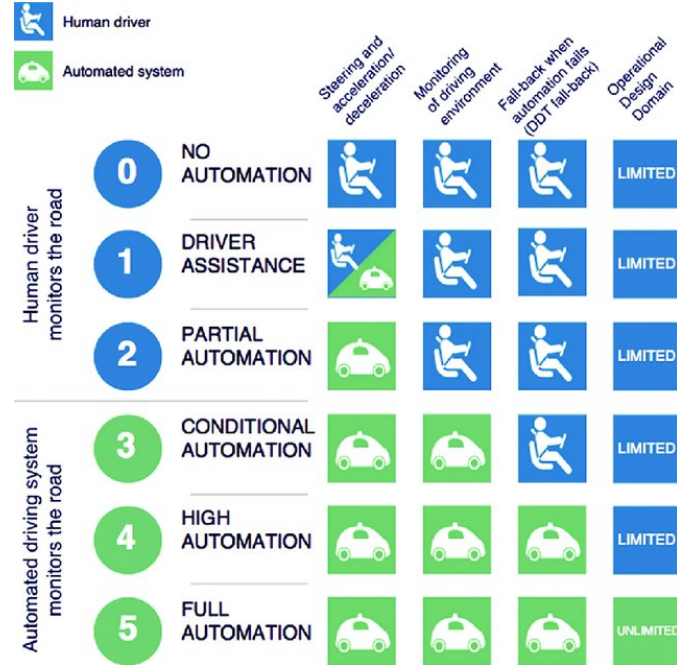 Human driver
Automated system
Steering and
acceleration/
deceleration
Monitoring
of driving
environment
Fall-back when
automation fails
(DDT fall-back)
Operational
Design
Domain
Human driver
monitors the road
0
NO
AUTOMATION
LIMITED
1
DRIVER
ASSISTANCE
LIMITED
2
PARTIAL
AUTOMATION
LIMITED
Automated driving system
monitors the road
3
CONDITIONAL
AUTOMATION
LIMITED
4
HIGH
AUTOMATION
LIMITED
5
FULL
AUTOMATION
UNLIMITED